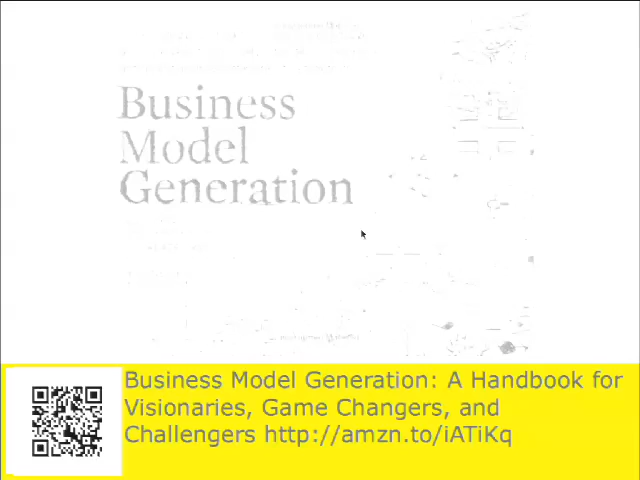 Business
Model
Generation
Business Model Generation: A Handbook for
Visionaries, Game Changers, and
Challengers http://amzn.to/iATiKq